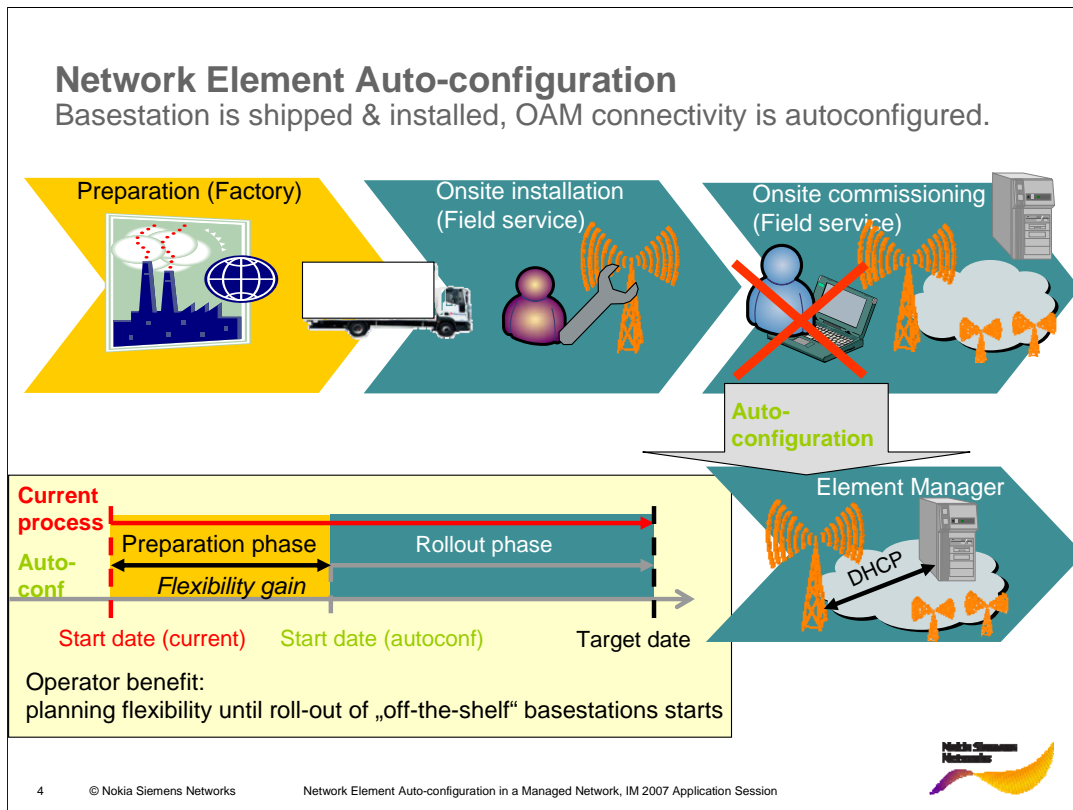 Network Element Auto-configuration
Basestation is shipped & installed, OAM connectivity is autoconfigured.
Preparation (Factory)
Onsite installation
(Field service)
Onsite commissioning
(Field service)
Auto-
configuration
Element Manager
DHCP
Current
process
Auto-
conf
Preparation phase
Rollout phase
Flexibility gain
Start date (current)
Start date (autoconf)
Target date
Operator benefit:
planning flexibility until roll-out of „off-the-shelf“ basestations starts
Nokia Siemens
Networks
4
© Nokia Siemens Networks
Network Element Auto-configuration in a Managed Network, IM 2007 Application Session